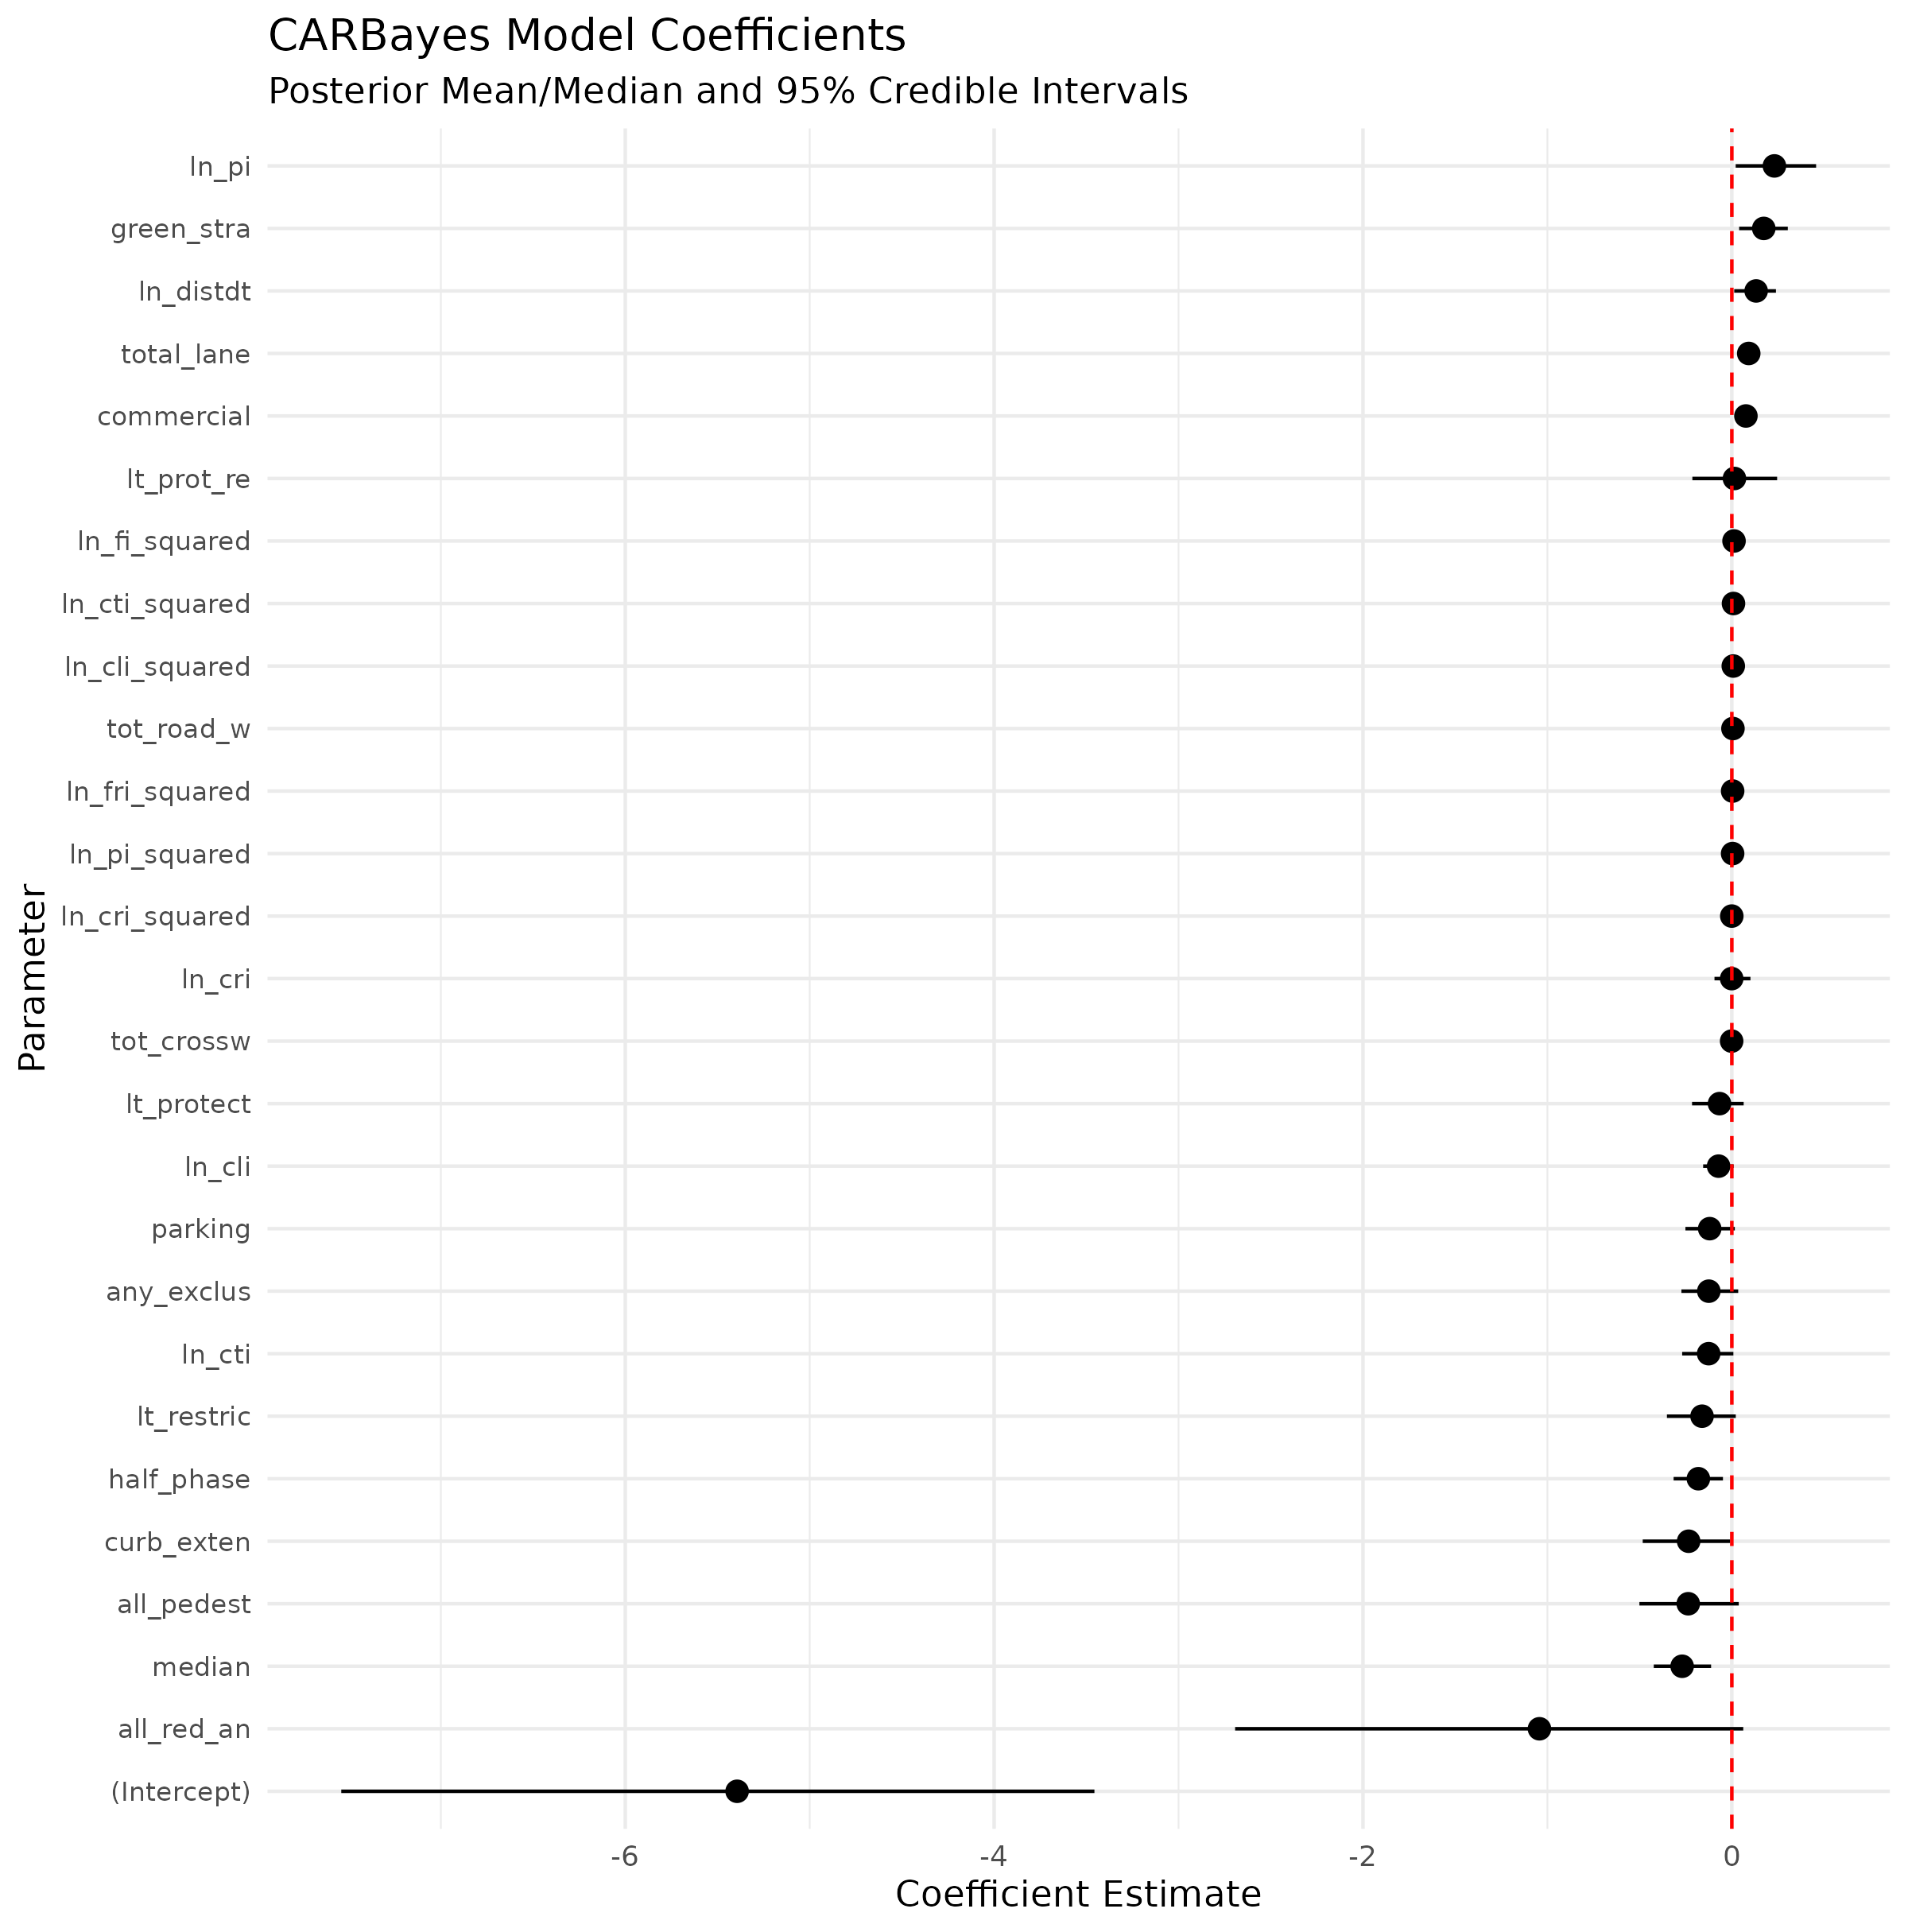 CARBayes Model Coefficients
Posterior Mean/Median and 95% Credible Intervals
Parameter
ln_pi
green_stra
ln_distdt
total_lane
commercial
lt_prot_re
ln_fi_squared
ln_cti_squared
ln_cli_squared
tot_road_w
ln_fri_squared
ln_pi_squared
ln_cri_squared
ln_cri
tot_crossw
lt_protect
ln_cli
parking
any_exclus
ln_cti
lt_restric
half_phase
curb_exten
all_pedest
median
all_red_an
(Intercept)
-6 -4 -2 0
Coefficient Estimate